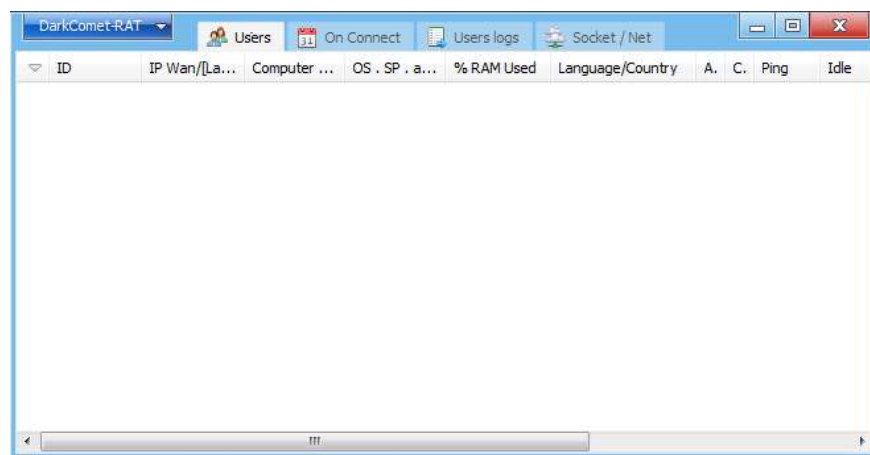 DarkComet-RAT Users On Connect Users logs Socket / Net
ID IP Wan/[La... Computer ... OS . SP . a... % RAM Used Language/Country A. C. Ping Idle